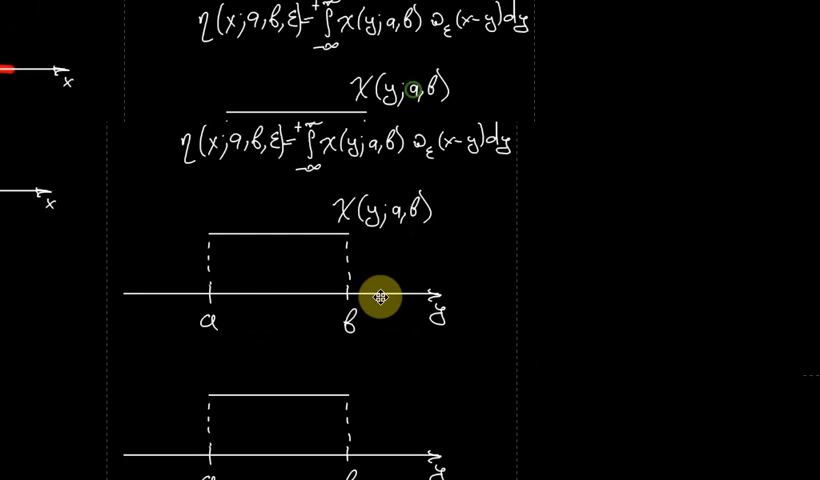 η(x;a,b,ε)=∫_{-∞}^{+∞} χ(y;a,b) ω_ε(x-y)dy
x
χ(y;a,b)
η(x;a,b,ε)=∫_{-∞}^{+∞} χ(y;a,b) ω_ε(x-y)dy
x
χ(y;a,b)
a b y
y